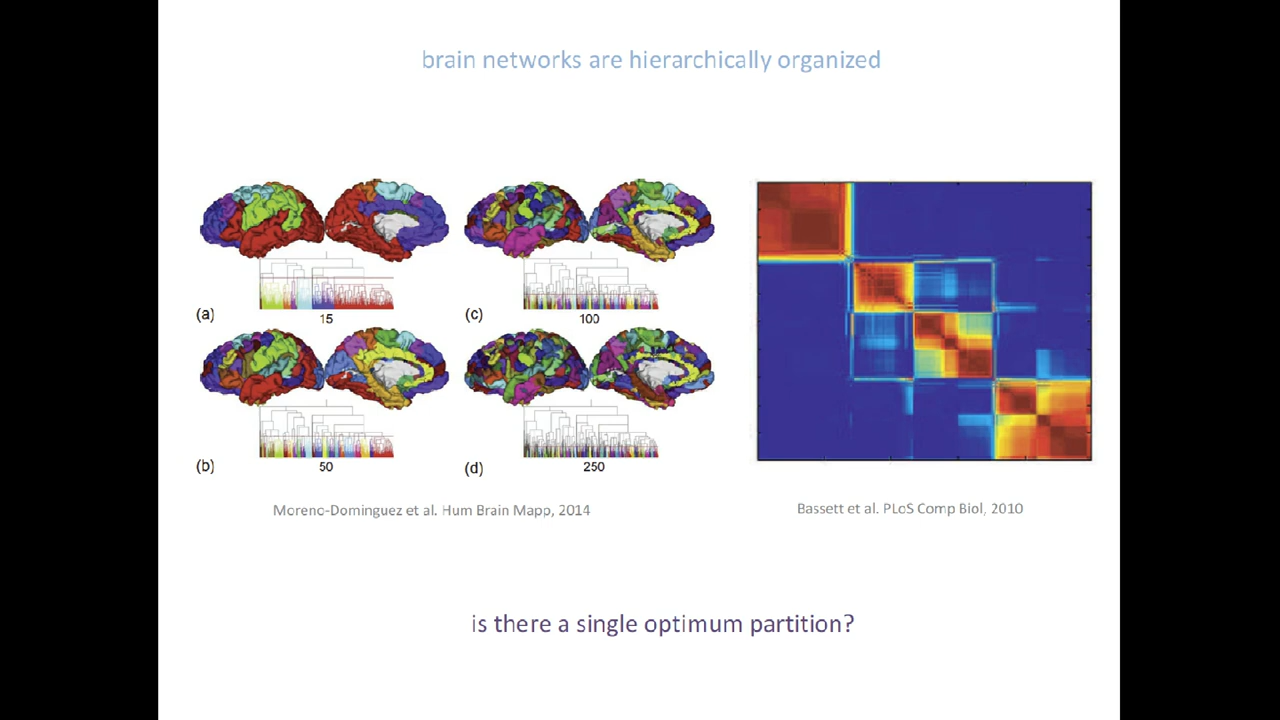 brain networks are hierarchically organized
(a)
15
(c)
100
(b)
50
(d)
250
Moreno-Dominguez et al. Hum Brain Mapp, 2014
Bassett et al. PLoS Comp Biol, 2010
is there a single optimum partition?